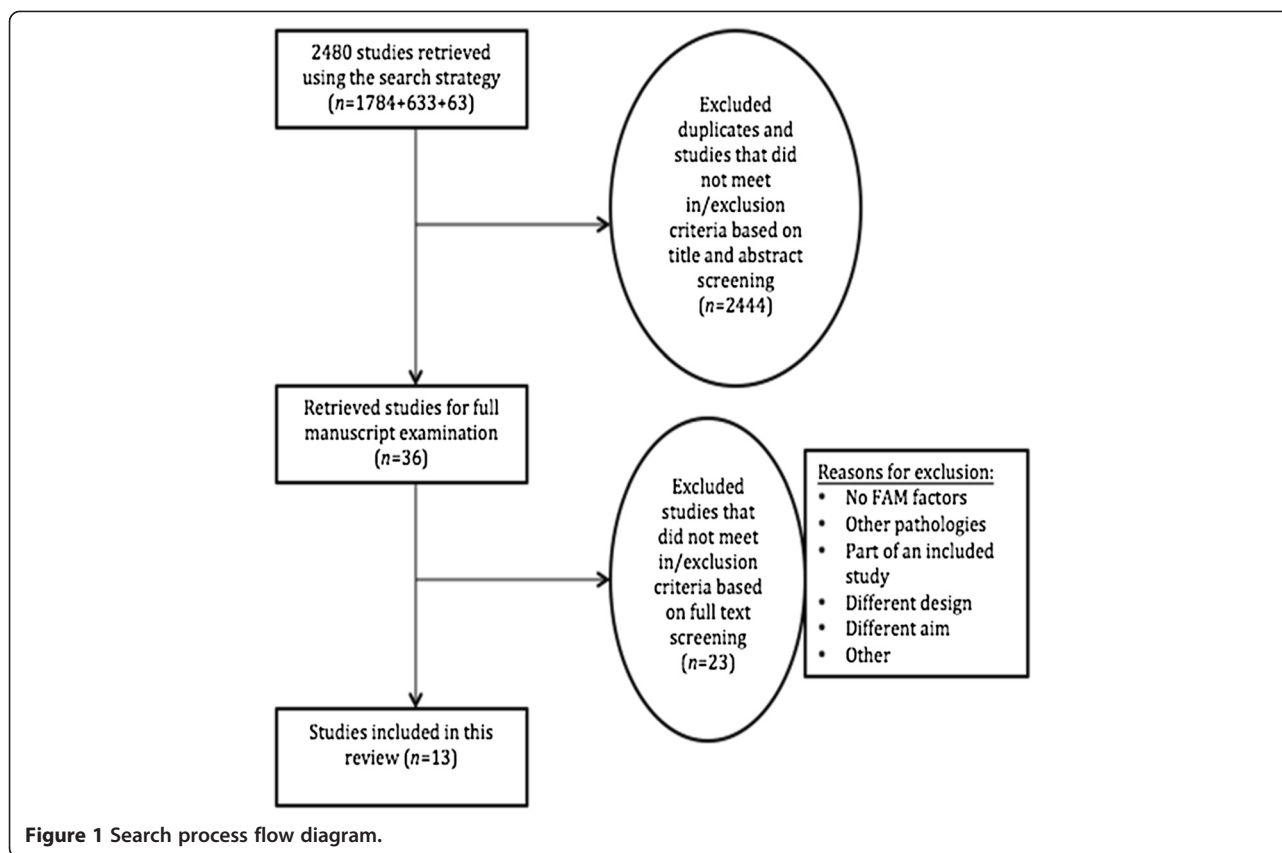 2480 studies retrieved
using the search strategy
(n=1784+633+63)
Excluded
duplicates and
studies that did
not meet
in/exclusion
criteria based on
title and abstract
screening
(n=2444)
Retrieved studies for full
manuscript examination
(n=36)
Excluded
studies that
did not meet
in/exclusion
criteria based
on full text
screening
(n=23)
Reasons for exclusion:
• No FAM factors
• Other pathologies
• Part of an included
study
• Different design
• Different aim
• Other
Studies included in this
review (n=13)
Figure 1 Search process flow diagram.